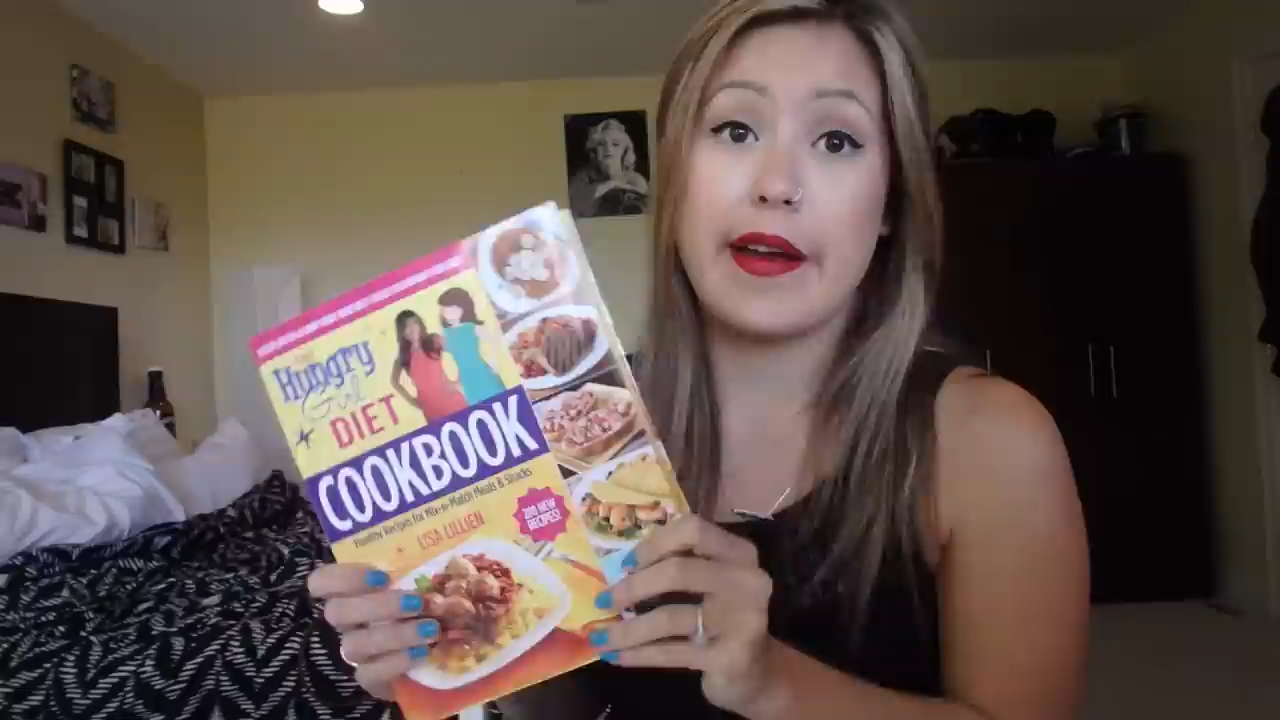 Hungry
Girl
DIET
COOKBOOK
Healthy Recipes for Mix-n-Match Meals & Snacks
200 NEW
RECIPES!
LISA LILLIEN